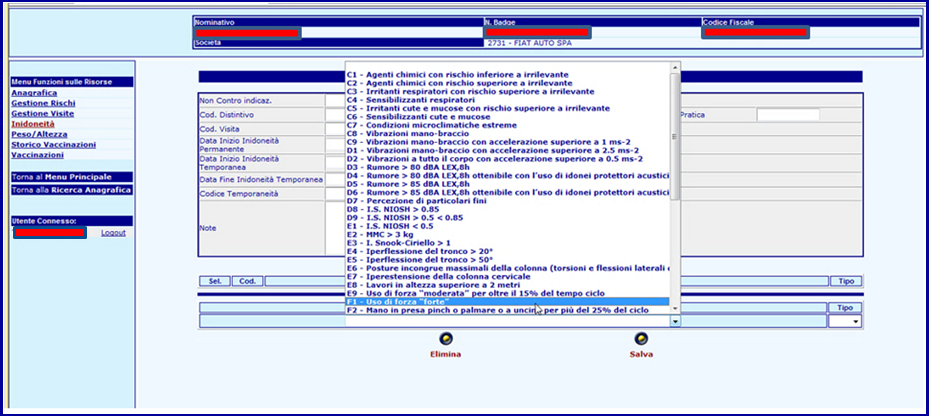 Nominativo
N. Badge
Codice Fiscale
Societa
2731 - FIAT AUTO SPA
Menu Funzioni sulle Risorse
Anagrafica
Gestione Rischi
Gestione Visite
Inidoneità
Peso/Altezza
Storico Vaccinazioni
Vaccinazioni
Torna al Menu Principale
Torna alla Ricerca Anagrafica
Utente Connesso:
Logout
Non Contro indicaz.
Cod. Distintivo
Pratica
Cod. Visita
Data Inizio Inidoneità Permanente
Data Inizio Inidoneità Temporanea
Data Fine Inidoneità Temporanea
Codice Temporaneità
Note
C1 - Agenti chimici con rischio inferiore a irrilevante
C2 - Agenti chimici con rischio superiore a irrilevante
C3 - Irritanti respiratori con rischio superiore a irrilevante
C4 - Sensibilizzanti respiratori
C5 - Irritanti cute e mucose con rischio superiore a irrilevante
C6 - Sensibilizzanti cute e mucose
C7 - Condizioni microclimatiche estreme
C8 - Vibrazioni mano-braccio
C9 - Vibrazioni mano-braccio con accelerazione superiore a 1 ms-2
D1 - Vibrazioni mano-braccio con accelerazione superiore a 2.5 ms-2
D2 - Vibrazioni a tutto il corpo con accelerazione superiore a 0.5 ms-2
D3 - Rumore > 80 dBA LEX,8h
D4 - Rumore > 80 dBA LEX,8h ottenibile con l'uso di idonei protettori acustici
D5 - Rumore > 85 dBA LEX,8h
D6 - Rumore > 85 dBA LEX,8h ottenibile con l'uso di idonei protettori acustici
D7 - Percezione di particolari fini
D8 - I.S. NIOSH > 0.85
D9 - I.S. NIOSH > 0.5 < 0.85
E1 - I.S. NIOSH < 0.5
E2 - MMC > 3 kg
E3 - I. Snook-Ciriello > 1
E4 - Iperflessione del tronco > 20°
E5 - Iperflessione del tronco > 50°
E6 - Posture incongrue massimali della colonna (torsioni e flessioni laterali
E7 - Iperestensione della colonna cervicale
E8 - Lavori in altezza superiore a 2 metri
E9 - Uso di forza "moderata" per oltre il 15% del tempo ciclo
F1 - Uso di forza "forte"
F2 - Mano in presa pinch o palmare o a uncino per più del 25% del ciclo
Sel.
Cod.
Tipo
Tipo
Elimina
Salva